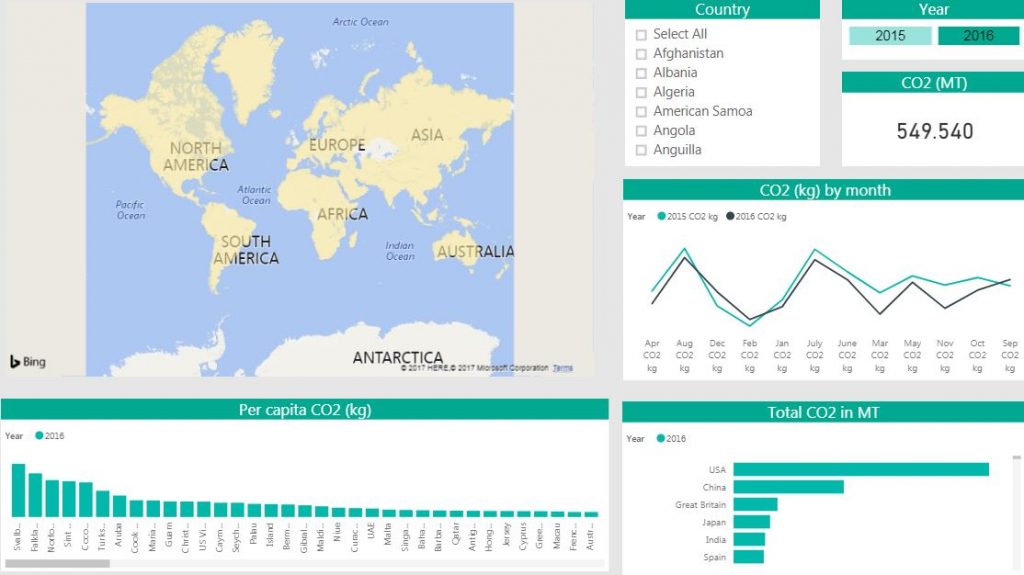 Arctic Ocean
NORTH
AMERICA
EUROPE
ASIA
Atlantic
Ocean
Pacific
Ocean
AFRICA
SOUTH
AMERICA
Indian
Ocean
AUSTRALIA
ANTARCTICA
Bing
© 2017 HERE, © 2017 Microsoft Corporation Terms
Country
Select All
Afghanistan
Albania
Algeria
American Samoa
Angola
Anguilla
Year
2015 2016
CO2 (MT)
549.540
CO2 (kg) by month
Year 2015 CO2 kg 2016 CO2 kg
Apr Aug Dec Feb Jan July June Mar May Nov Oct Sep
CO2 CO2 CO2 CO2 CO2 CO2 CO2 CO2 CO2 CO2 CO2 CO2
kg kg kg kg kg kg kg kg kg kg kg kg
Per capita CO2 (kg)
Year 2016
Svalb...
Falkla...
Norfo...
Sint ...
Coco...
Turks...
Aruba
Cook ...
Maria...
Guam
Christ...
US Vi...
Caym...
Seych...
Palau
Island
Berm...
Gibral...
Maldi...
Niue
Curac...
UAE
Malta
Singa...
Baha...
Barba...
Qatar
Antig...
Hong...
Jersey
Cyprus
Gree...
Macau
Frenc...
Austr...
Total CO2 in MT
Year 2016
USA
China
Great Britain
Japan
India
Spain